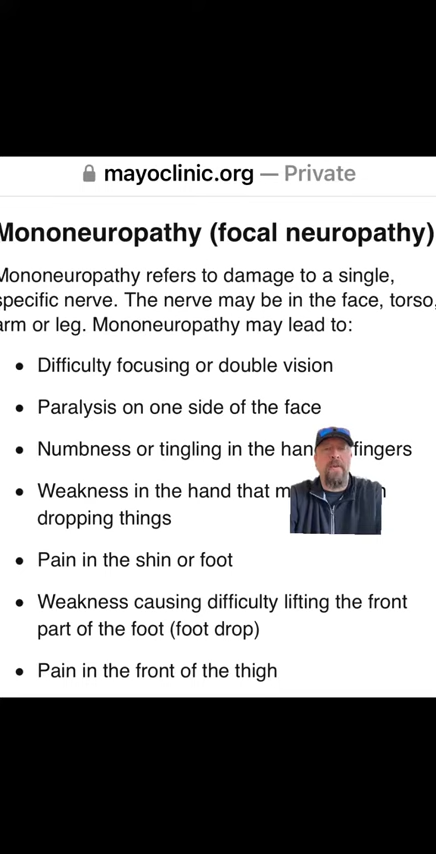 mayoclinic.org — Private
Mononeuropathy (focal neuropathy)
Mononeuropathy refers to damage to a single,
specific nerve. The nerve may be in the face, torso,
arm or leg. Mononeuropathy may lead to:
• Difficulty focusing or double vision
• Paralysis on one side of the face
• Numbness or tingling in the fingers
• Weakness in the hand that
dropping things
• Pain in the shin or foot
• Weakness causing difficulty lifting the front
part of the foot (foot drop)
• Pain in the front of the thigh